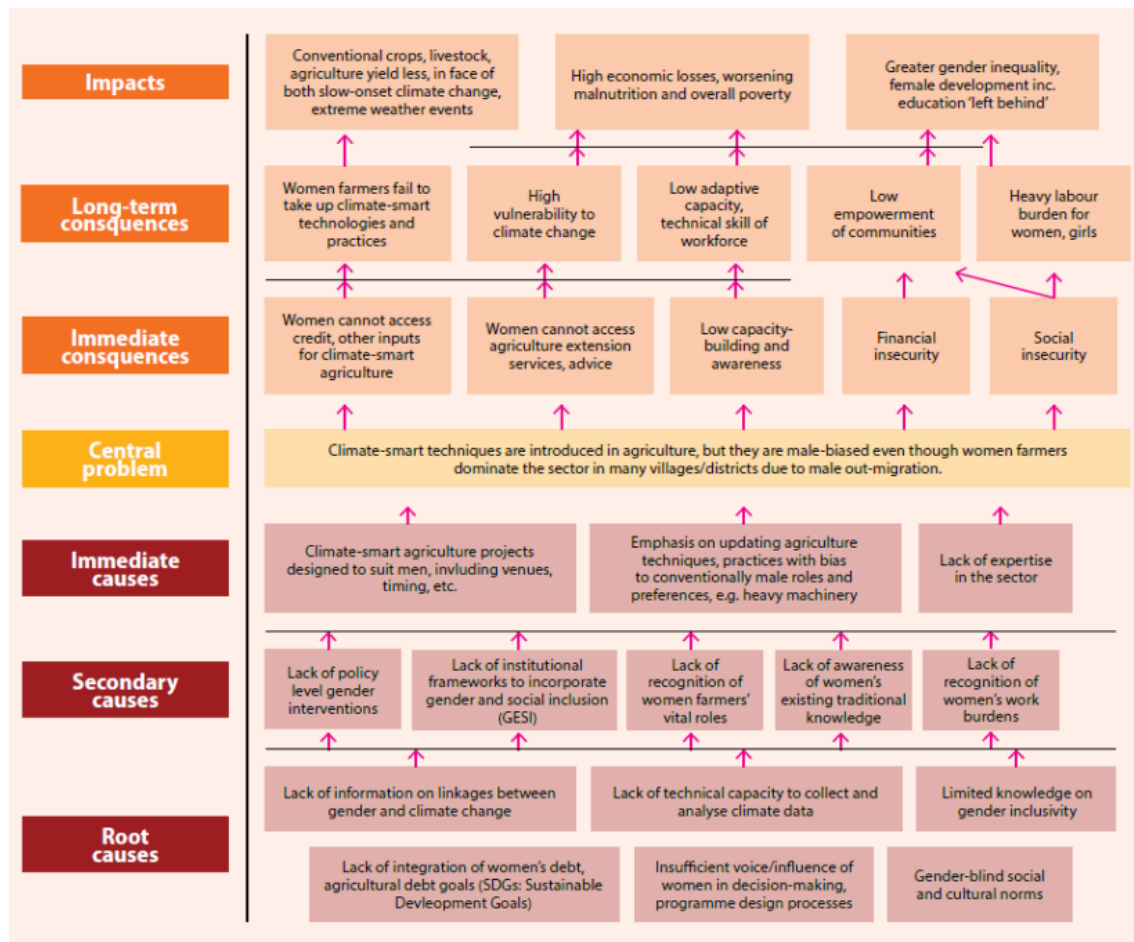 Impacts
Conventional crops, livestock,
agriculture yield less, in face of
both slow-onset climate change,
extreme weather events
High economic losses, worsening
malnutrition and overall poverty
Greater gender inequality,
female development inc.
education ‘left behind’
Long-term
consquences
Women farmers fail to
take up climate-smart
technologies and
practices
High
vulnerability to
climate change
Low adaptive
capacity,
technical skill of
workforce
Low
empowerment
of communities
Heavy labour
burden for
women, girls
Immediate
consquences
Women cannot access
credit, other inputs
for climate-smart
agriculture
Women cannot access
agriculture extension
services, advice
Low capacity-
building and
awareness
Financial
insecurity
Social
insecurity
Central
problem
Climate-smart techniques are introduced in agriculture, but they are male-biased even though women farmers
dominate the sector in many villages/districts due to male out-migration.
Immediate
causes
Climate-smart agriculture projects
designed to suit men, invluding venues,
timing, etc.
Emphasis on updating agriculture
techniques, practices with bias
to conventionally male roles and
preferences, e.g. heavy machinery
Lack of expertise
in the sector
Secondary
causes
Lack of policy
level gender
interventions
Lack of institutional
frameworks to incorporate
gender and social inclusion
(GESI)
Lack of
recognition of
women farmers’
vital roles
Lack of awareness
of women’s
existing traditional
knowledge
Lack of
recognition of
women’s work
burdens
Root
causes
Lack of information on linkages between
gender and climate change
Lack of technical capacity to collect and
analyse climate data
Limited knowledge on
gender inclusivity
Lack of integration of women’s debt,
agricultural debt goals (SDGs: Sustainable
Devleopment Goals)
Insufficient voice/influence of
women in decision-making,
programme design processes
Gender-blind social
and cultural norms